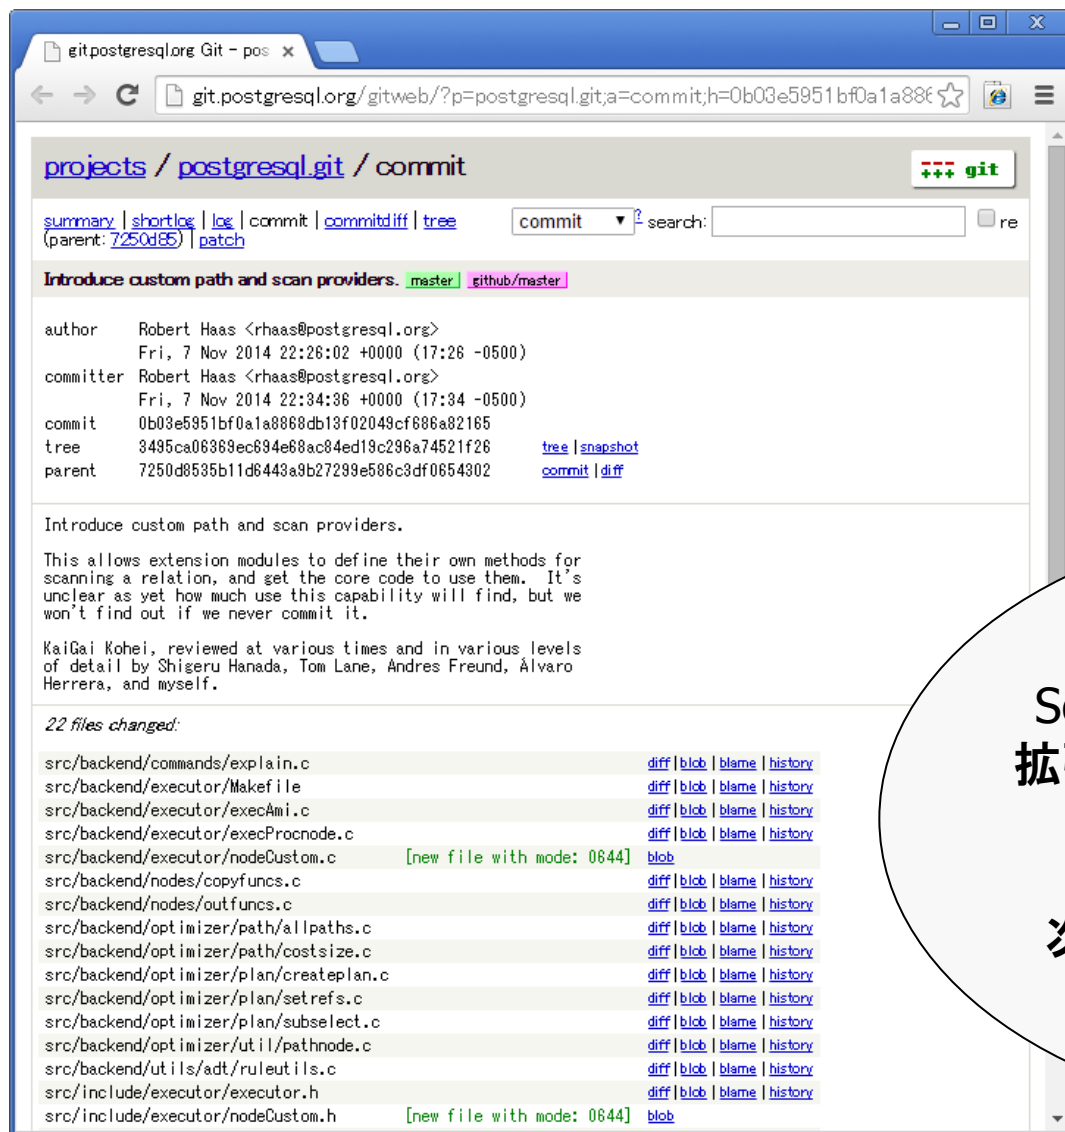 git.postgresql.org Git - pos
git.postgresql.org/gitweb/?p=postgresql.git;a=commit;h=0b03e5951bf0a1a886
projects / postgresql.git / commit
git
summary | shortlog | log | commit | commitdiff | tree
commit ? search: re
(parent: 7250d85) | patch
Introduce custom path and scan providers. master github/master
author Robert Haas <rhaas@postgresql.org>
Fri, 7 Nov 2014 22:26:02 +0000 (17:26 -0500)
committer Robert Haas <rhaas@postgresql.org>
Fri, 7 Nov 2014 22:34:36 +0000 (17:34 -0500)
commit 0b03e5951bf0a1a8868db13f02049cf686a82165
tree 3495ca06369ec694e68ac84ed19c296a74521f26 tree | snapshot
parent 7250d8535b11d6443a9b27299e586c3df0654302 commit | diff
Introduce custom path and scan providers.
This allows extension modules to define their own methods for
scanning a relation, and get the core code to use them. It's
unclear as yet how much use this capability will find, but we
won't find out if we never commit it.
KaiGai Kohei, reviewed at various times and in various levels
of detail by Shigeru Hanada, Tom Lane, Andres Freund, Álvaro
Herrera, and myself.
22 files changed:
src/backend/commands/explain.c diff | blob | blame | history
src/backend/executor/Makefile diff | blob | blame | history
src/backend/executor/execAmi.c diff | blob | blame | history
src/backend/executor/execProcnode.c diff | blob | blame | history
src/backend/executor/nodeCustom.c [new file with mode: 0644] blob
src/backend/nodes/copyfuncs.c diff | blob | blame | history
src/backend/nodes/outfuncs.c diff | blob | blame | history
src/backend/optimizer/path/allpaths.c diff | blob | blame | history
src/backend/optimizer/path/costsize.c diff | blob | blame | history
src/backend/optimizer/plan/createplan.c diff | blob | blame | history
src/backend/optimizer/plan/setrefs.c diff | blob | blame | history
src/backend/optimizer/plan/subselect.c diff | blob | blame | history
src/backend/optimizer/util/pathnode.c diff | blob | blame | history
src/backend/utils/adt/ruleutils.c diff | blob | blame | history
src/include/executor/executor.h diff | blob | blame | history
src/include/executor/nodeCustom.h [new file with mode: 0644] blob
拡